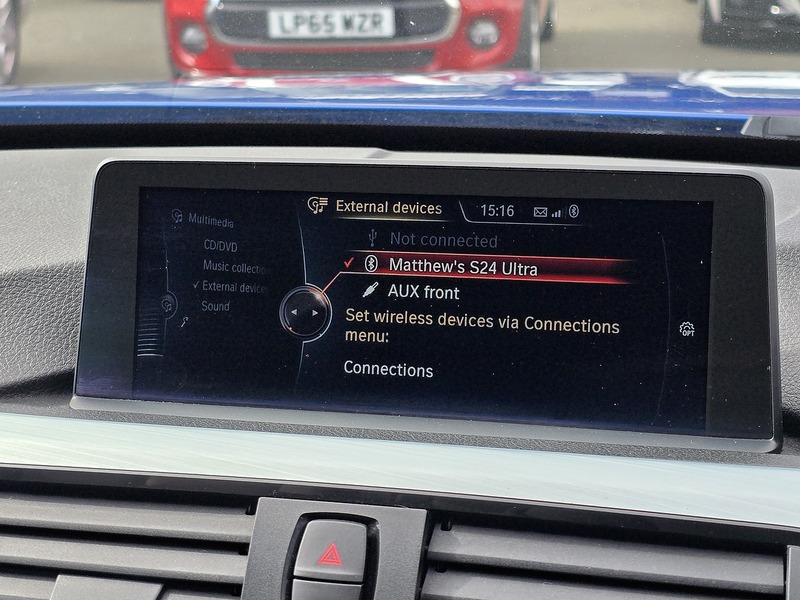 LP65 WZR
External devices
15:16
Multimedia
CD/DVD
Music collectio
External device
Sound
Not connected
Matthew's S24 Ultra
AUX front
Set wireless devices via Connections
menu:
Connections
OPT